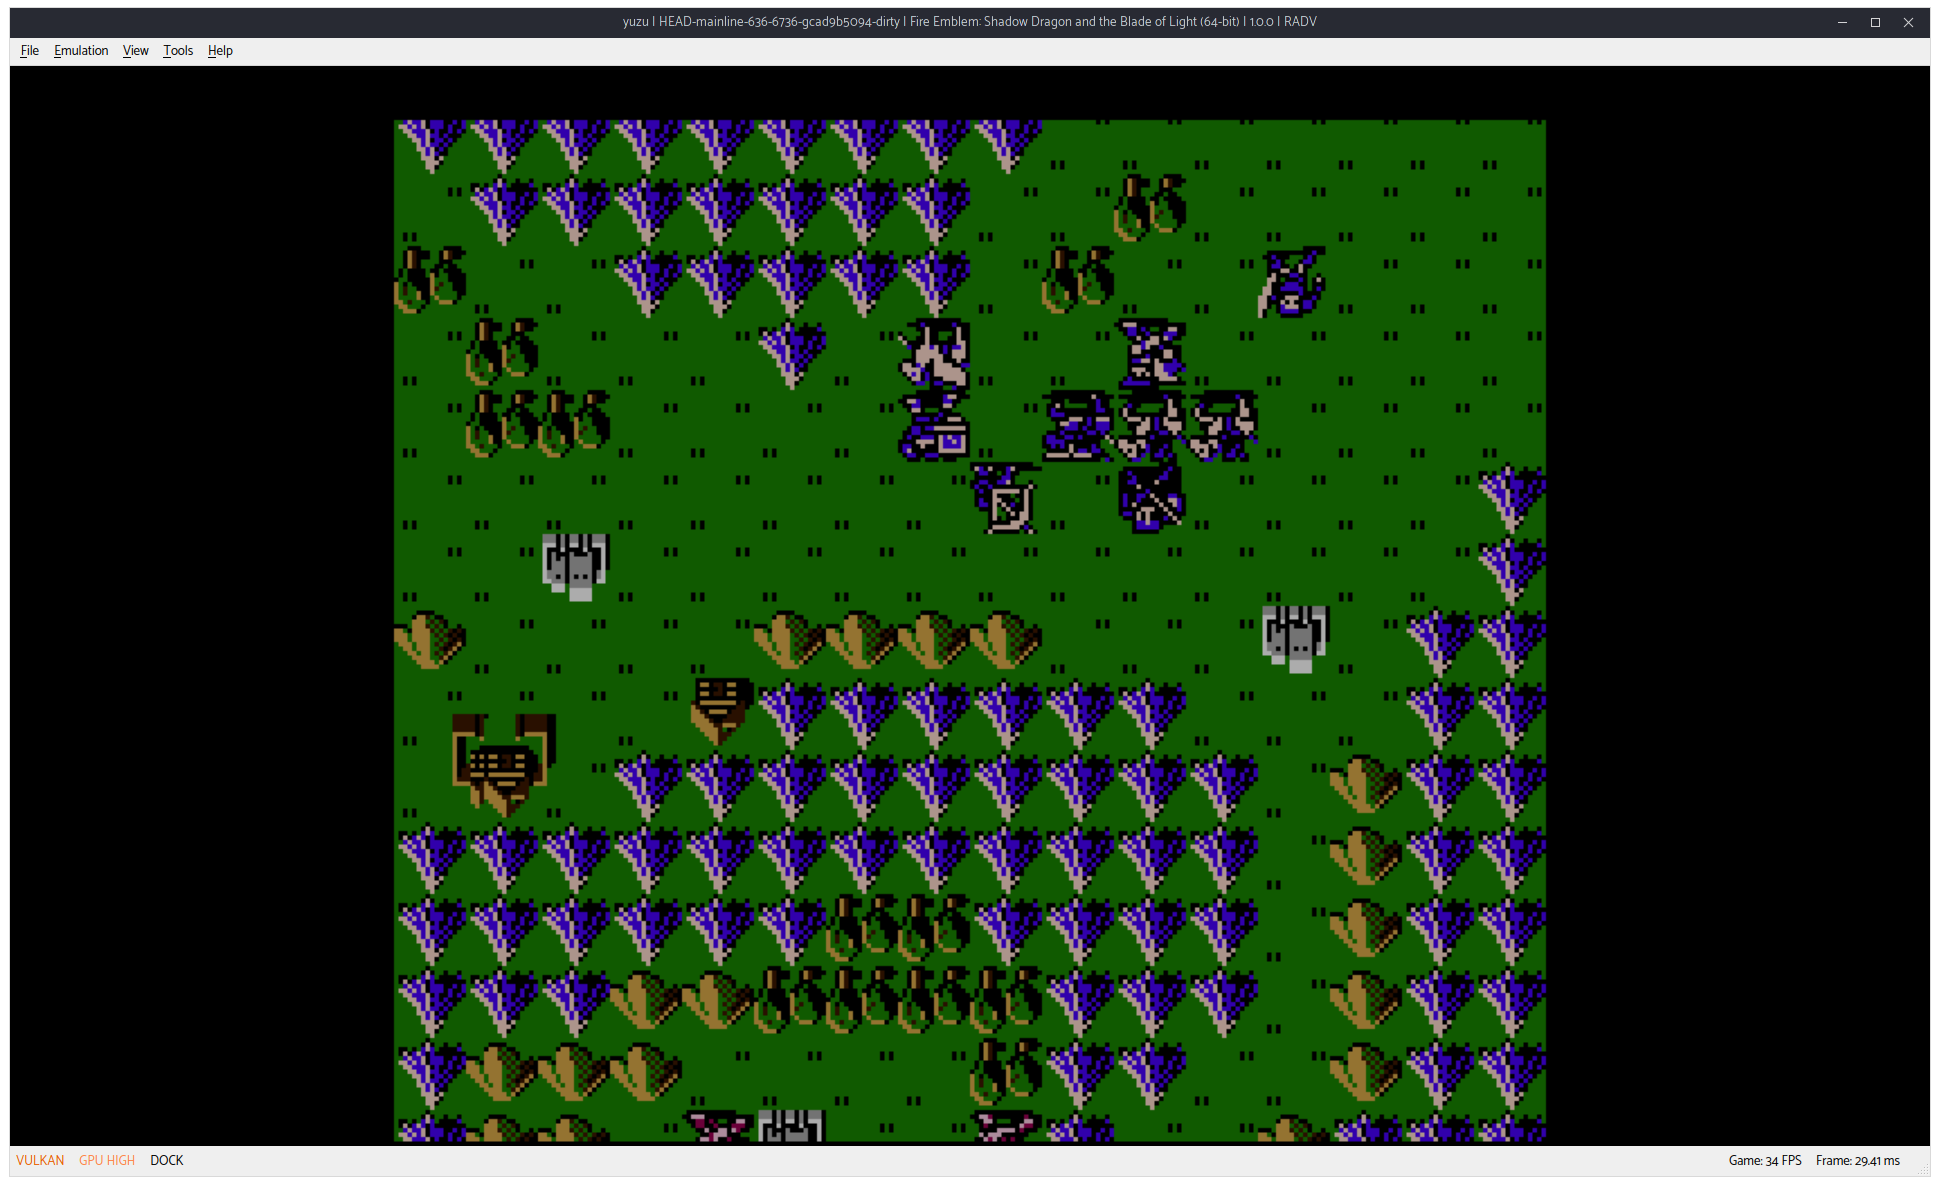 yuzu | HEAD-mainline-636-6736-gcad9b5094-dirty | Fire Emblem: Shadow Dragon and the Blade of Light (64-bit) | 1.0.0 | RADV
File Emulation View Tools Help
VULKAN GPU HIGH DOCK Game: 34 FPS Frame: 29.41 ms